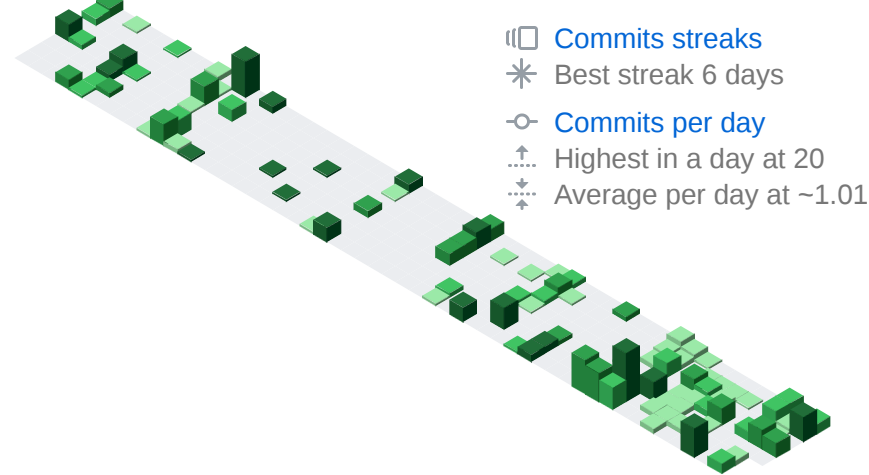 Commits streaks
Best streak 6 days
Commits per day
Highest in a day at 20
Average per day at ~1.01